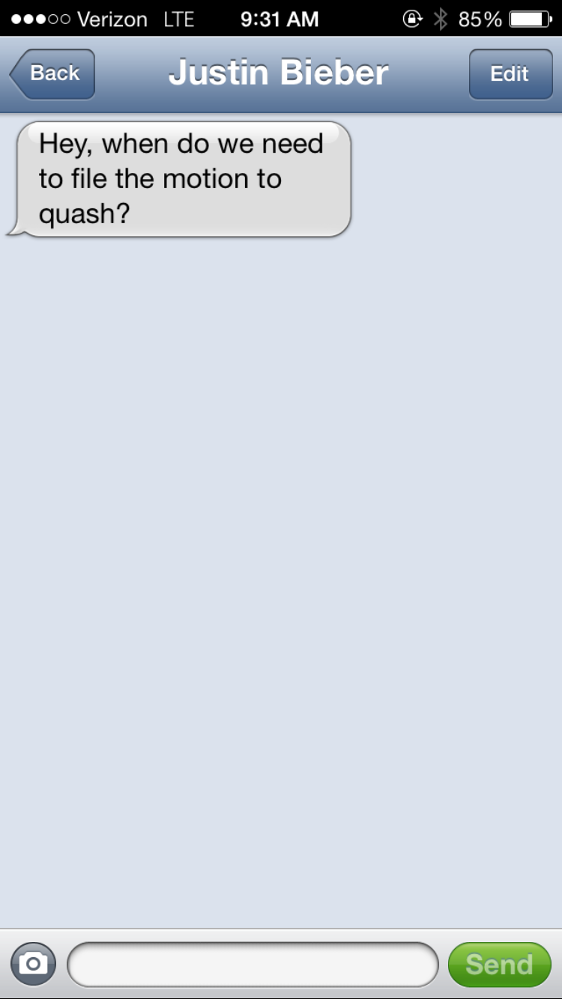 Verizon LTE 9:31 AM 85%
Back Justin Bieber Edit
Hey, when do we need
to file the motion to
quash?
Send